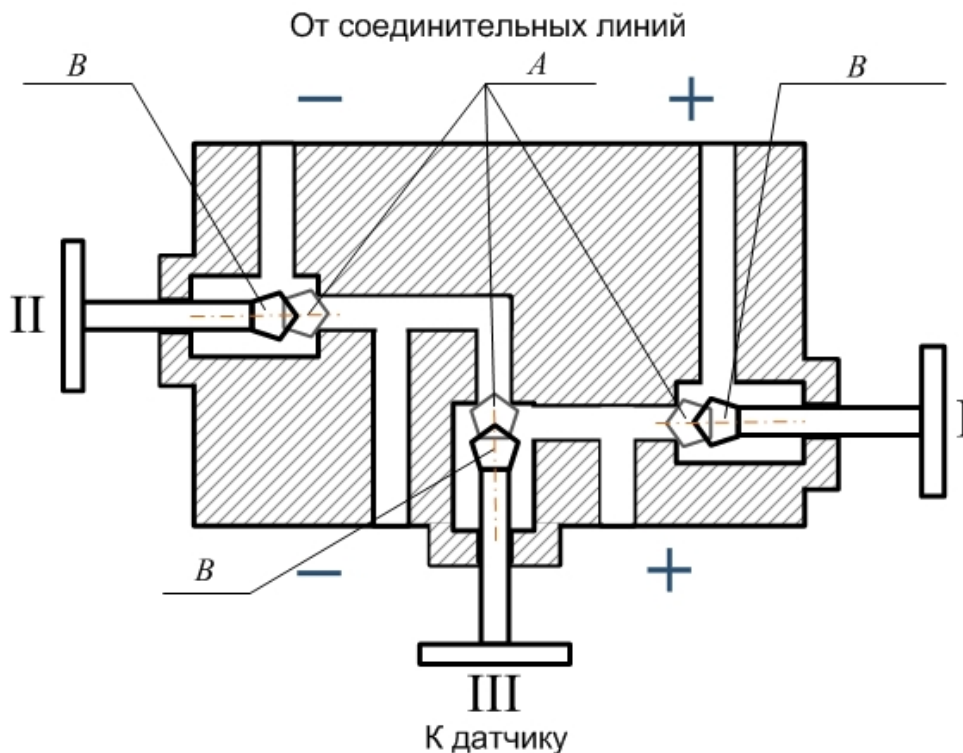 От соединительных линий
B A B
− +
II
I
B
− +
III
К датчику